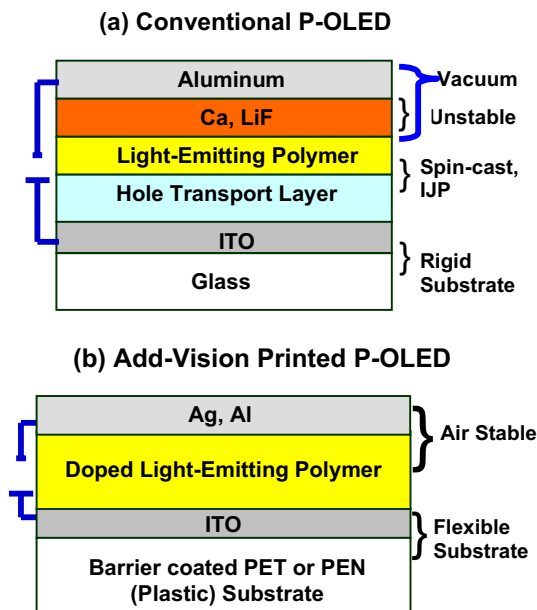 (a) Conventional P-OLED
Aluminum
Vacuum
Ca, LiF
Unstable
Light-Emitting Polymer
Spin-cast,
IJP
Hole Transport Layer
ITO
Rigid
Substrate
Glass
(b) Add-Vision Printed P-OLED
Ag, Al
Air Stable
Doped Light-Emitting Polymer
ITO
Flexible
Substrate
Barrier coated PET or PEN
(Plastic) Substrate